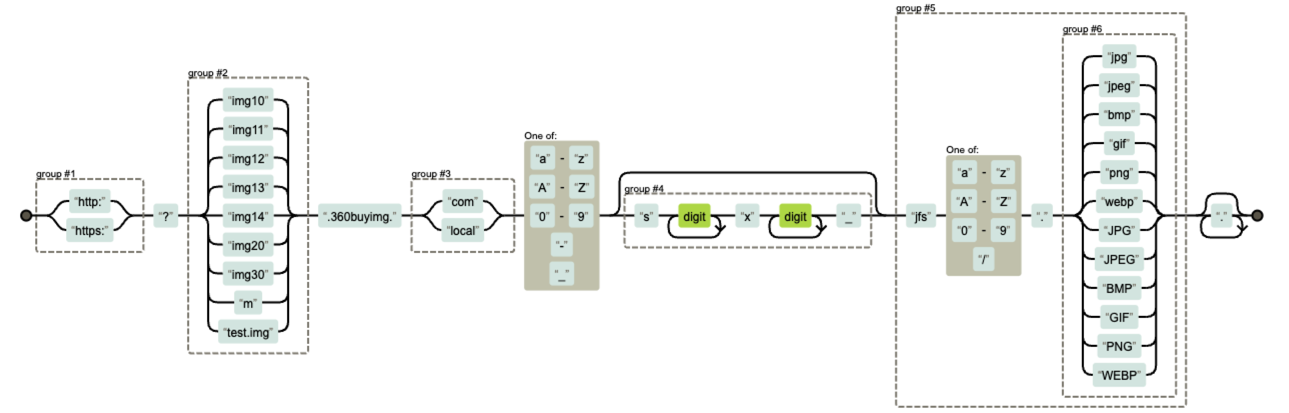 group #1
“http:”
“https:”
“?”
group #2
“img10”
“img11”
“img12”
“img13”
“img14”
“img20”
“img30”
“m”
“test.img”
“.360buyimg.”
group #3
“com”
“local”
One of:
“a” - “z”
“A” - “Z”
“0” - “9”
“-”
“_”
group #4
“s” digit “x” digit “_”
group #5
“jfs”
One of:
“a” - “z”
“A” - “Z”
“0” - “9”
“/”
“.”
group #6
“jpg”
“jpeg”
“bmp”
“gif”
“png”
“webp”
“JPG”
“JPEG”
“BMP”
“GIF”
“PNG”
“WEBP”
“.”